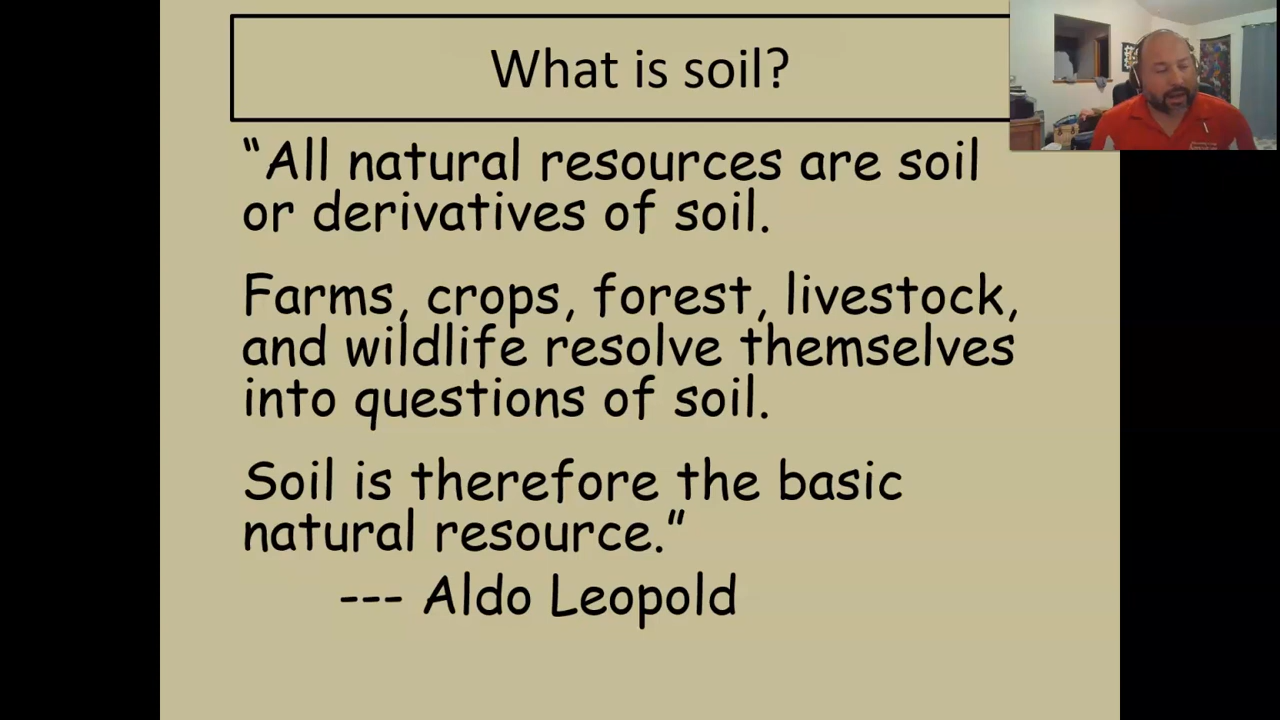 What is soil?
“All natural resources are soil
or derivatives of soil.
Farms, crops, forest, livestock,
and wildlife resolve themselves
into questions of soil.
Soil is therefore the basic
natural resource.”
--- Aldo Leopold